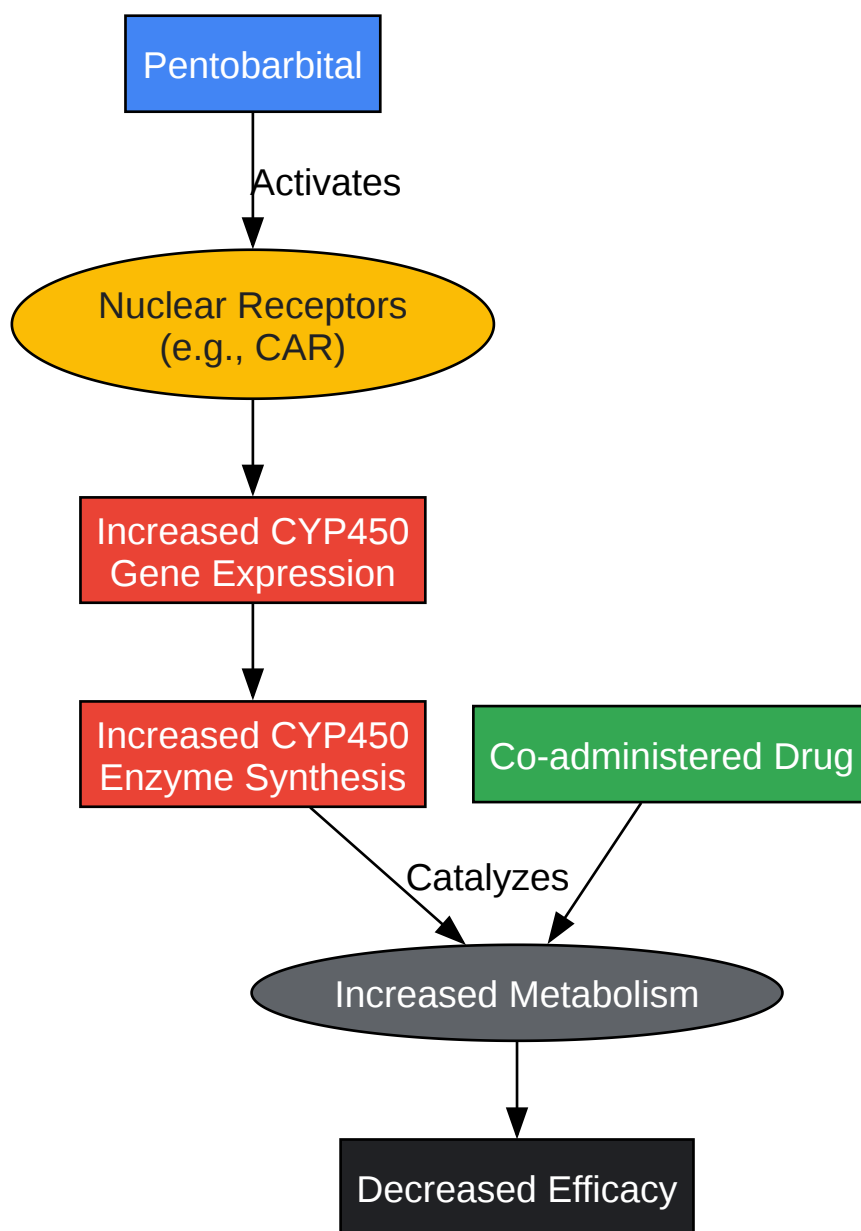 Pentobarbital
Activates
Nuclear Receptors
(e.g., CAR)
Increased CYP450
Gene Expression
Increased CYP450
Enzyme Synthesis
Co-administered Drug
Catalyzes
Increased Metabolism
Decreased Efficacy